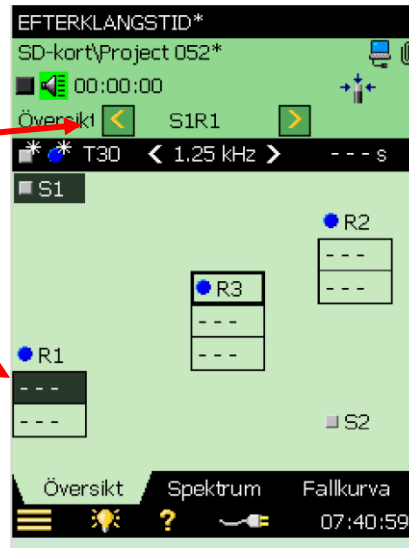 EFTERKLANGSTID*
SD-kort\Project 052*
00:00:00
Översikt < S1R1 >
T30 < 1.25 kHz > - - - s
S1
R2
- - -
- - -
R3
- - -
- - -
R1
- - -
- - -
S2
Översikt Spektrum Fallkurva
? 07:40:59